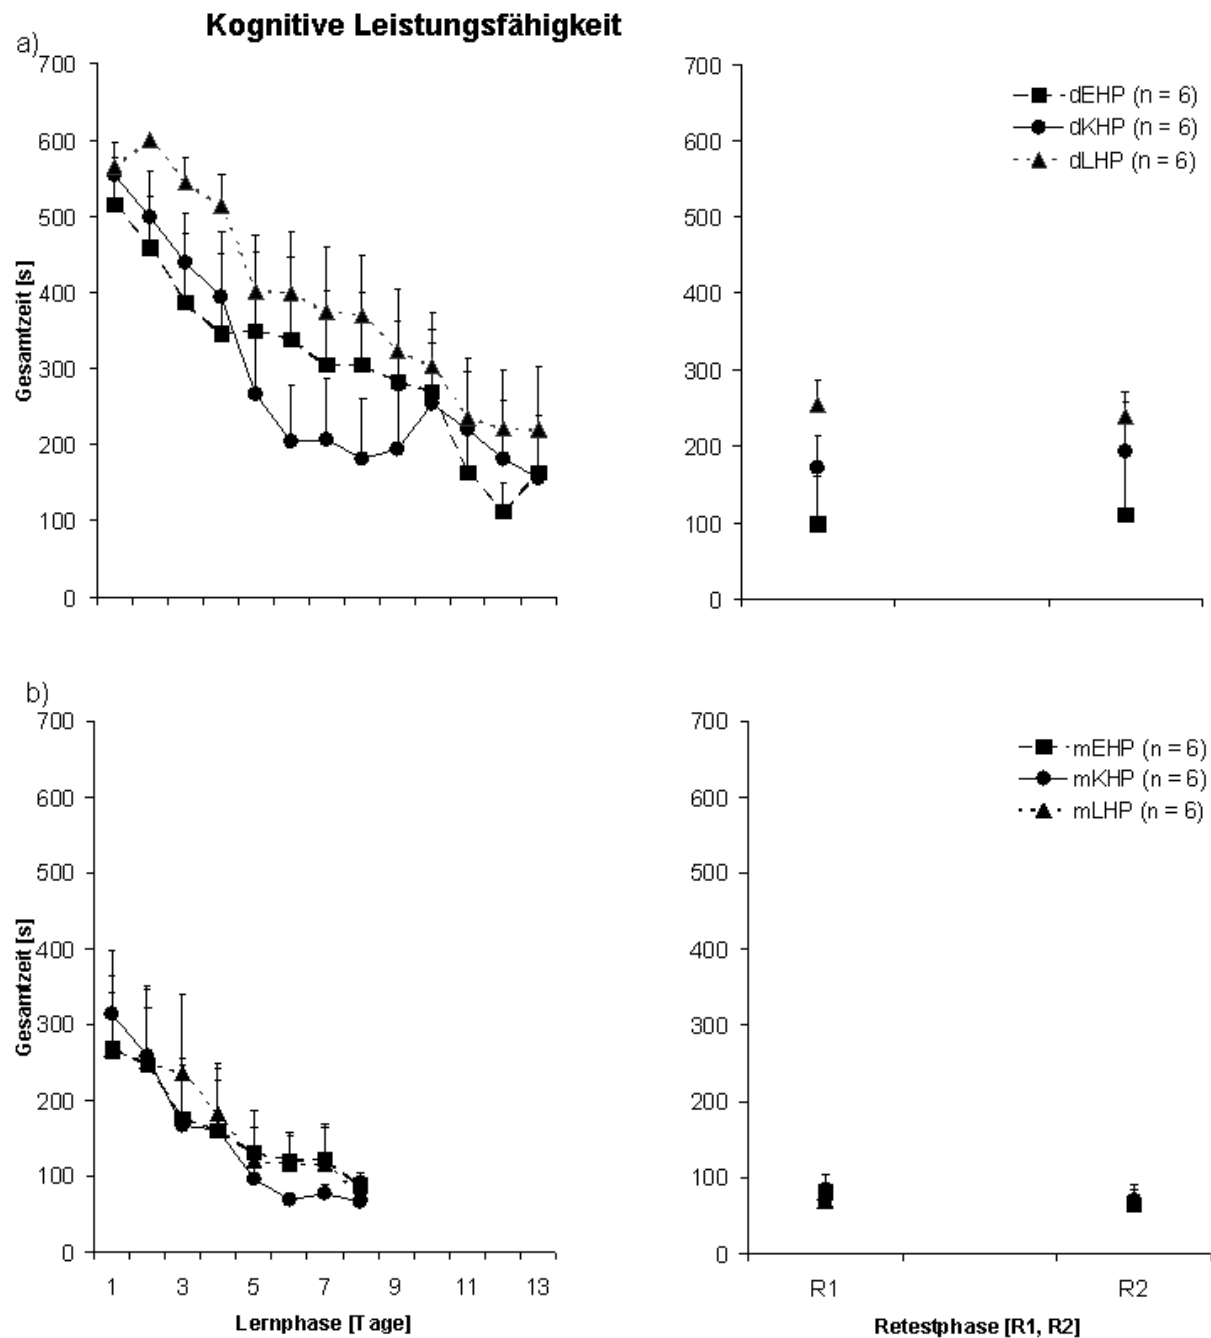 Kognitive Leistungsfähigkeit
a)
700
600
500
400
300
200
100
0
Gesamtzeit [s]
700
600
500
400
300
200
100
0
dEHP (n = 6)
dKHP (n = 6)
dLHP (n = 6)
b)
700
600
500
400
300
200
100
0
Gesamtzeit [s]
1 3 5 7 9 11 13
Lernphase [Tage]
700
600
500
400
300
200
100
0
mEHP (n = 6)
mKHP (n = 6)
mLHP (n = 6)
R1 R2
Retestphase [R1, R2]